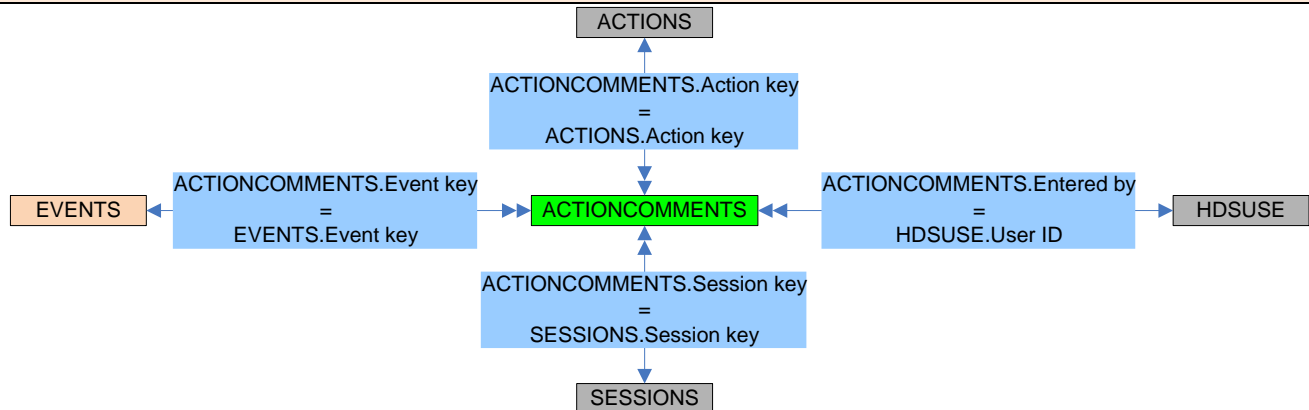 ACTIONS
ACTIONCOMMENTS.Action key
=
ACTIONS.Action key
EVENTS
ACTIONCOMMENTS.Event key
=
EVENTS.Event key
ACTIONCOMMENTS
ACTIONCOMMENTS.Entered by
=
HDSUSE.User ID
HDSUSE
ACTIONCOMMENTS.Session key
=
SESSIONS.Session key
SESSIONS